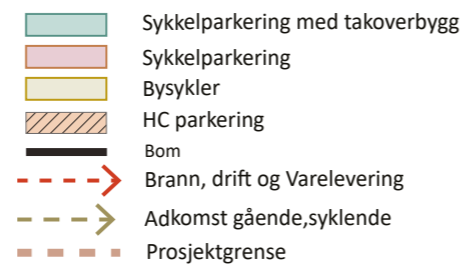 Sykkelparkering med takoverbygg
Sykkelparkering
Bysykler
HC parkering
Bom
Brann, drift og Varelevering
Adkomst gående,syklende
Prosjektgrense